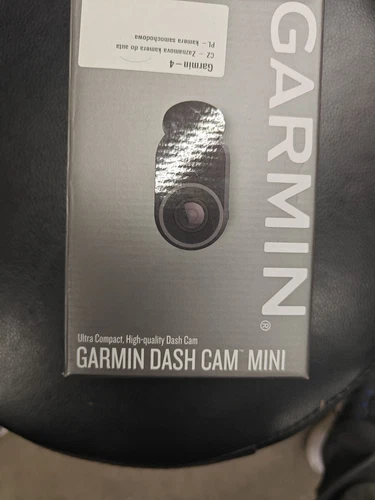 Garmin – 4
CZ – Záznamová kamera do auta
PL – kamera samochodowa
GARMIN®
Ultra Compact, High-quality Dash Cam
GARMIN DASH CAM™ MINI